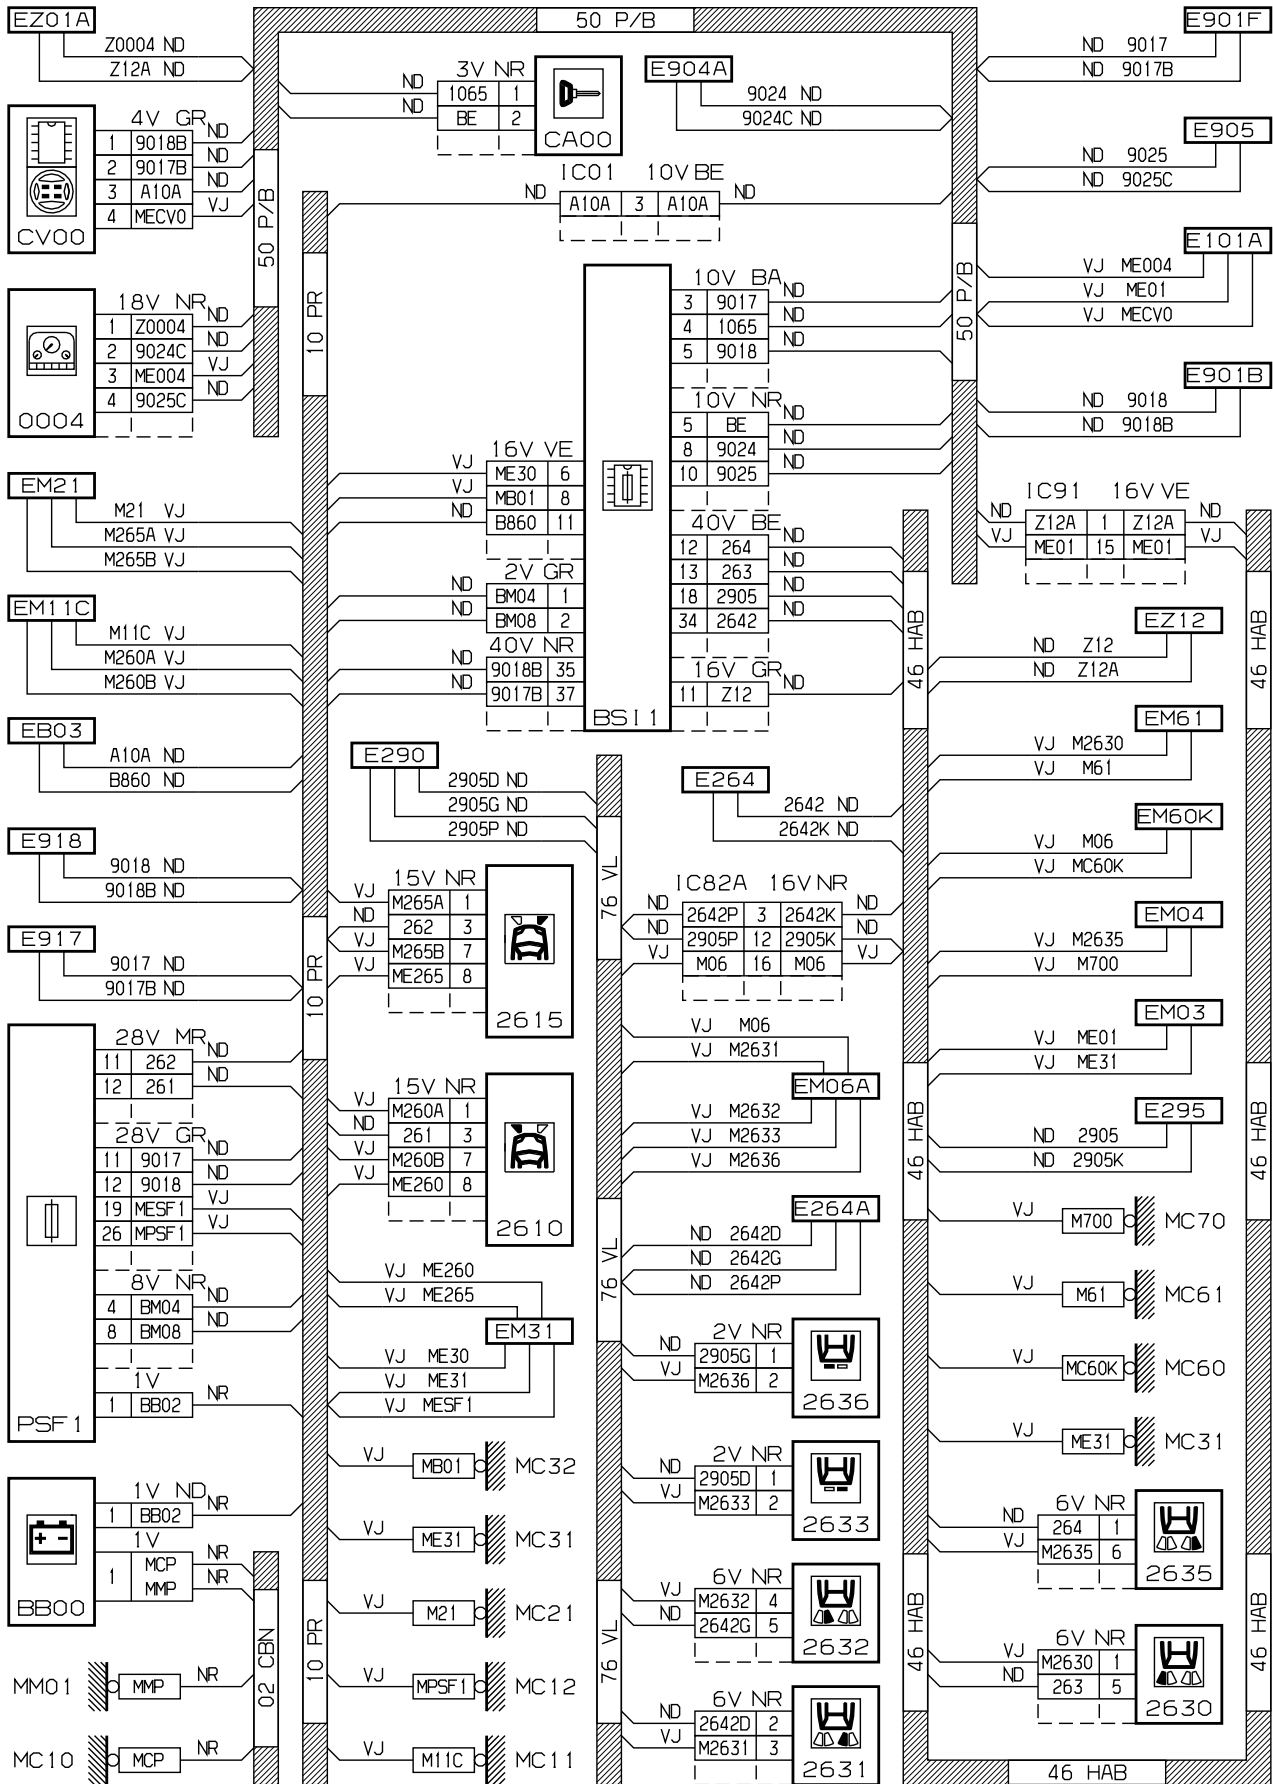 50 P/B
EZ01A
Z0004 ND
Z12A ND
CV00
4V GR
1 9018B ND
2 9017B ND
3 A10A ND
4 MECV0 VJ
50 P/B
0004
18V NR
1 Z0004 ND
2 9024C ND
3 ME004 VJ
4 9025C ND
EM21
M21 VJ
M265A VJ
M265B VJ
EM11C
M11C VJ
M260A VJ
M260B VJ
EB03
A10A ND
B860 ND
E918
9018 ND
9018B ND
E917
9017 ND
9017B ND
PSF1
28V MR
11 262 ND
12 261 ND
28V GR
11 9017 ND
12 9018 ND
19 MESF1 VJ
26 MPSF1 VJ
8V NR
4 BM04 ND
8 BM08 ND
1V
1 BB02 NR
BB00
1V ND
1 BB02 NR
1V
1 MCP NR
MMP NR
MM01 MMP NR
MC10 MCP NR
02 CBN
10 PR
10 PR
10 PR
3V NR
ND 1065 1
ND BE 2
CA00
E904A
9024 ND
9024C ND
IC01 10V BE
ND A10A 3 A10A ND
BSI1
16V VE
VJ ME30 6
VJ MB01 8
ND B860 11
2V GR
ND BM04 1
ND BM08 2
40V NR
ND 9018B 35
ND 9017B 37
10V BA
3 9017 ND
4 1065 ND
5 9018 ND
10V NR
5 BE ND
8 9024 ND
10 9025 ND
40V BE
12 264 ND
13 263 ND
18 2905 ND
34 2642 ND
16V GR
11 Z12 ND
E290
2905D ND
2905G ND
2905P ND
15V NR
VJ M265A 1
ND 262 3
VJ M265B 7
VJ ME265 8
2615
15V NR
VJ M260A 1
ND 261 3
VJ M260B 7
VJ ME260 8
2610
VJ ME260
VJ ME265
EM31
VJ ME30
VJ ME31
VJ MESF1
VJ MB01 MC32
VJ ME31 MC31
VJ M21 MC21
VJ MPSF1 MC12
VJ M11C MC11
76 VL
76 VL
76 VL
E264
2642 ND
2642K ND
IC82A 16V NR
ND 2642P 3 2642K ND
ND 2905P 12 2905K ND
VJ M06 16 M06 VJ
VJ M06
VJ M2631
EM06A
VJ M2632
VJ M2633
VJ M2636
E264A
ND 2642D
ND 2642G
ND 2642P
2V NR
ND 2905G 1
VJ M2636 2
2636
2V NR
ND 2905D 1
VJ M2633 2
2633
6V NR
VJ M2632 4
ND 2642G 5
2632
6V NR
ND 2642D 2
VJ M2631 3
2631
50 P/B
E901F
ND 9017
ND 9017B
E905
ND 9025
ND 9025C
E101A
VJ ME004
VJ ME01
VJ MECV0
E901B
ND 9018
ND 9018B
IC91 16V VE
ND Z12A 1 Z12A ND
VJ ME01 15 ME01 VJ
46 HAB
46 HAB
46 HAB
46 HAB
46 HAB
46 HAB
EZ12
ND Z12
ND Z12A
EM61
VJ M2630
VJ M61
EM60K
VJ M06
VJ MC60K
EM04
VJ M2635
VJ M700
EM03
VJ ME01
VJ ME31
E295
ND 2905
ND 2905K
VJ M700 MC70
VJ M61 MC61
VJ MC60K MC60
VJ ME31 MC31
6V NR
ND 264 1
VJ M2635 6
2635
6V NR
VJ M2630 1
ND 263 5
2630
46 HAB